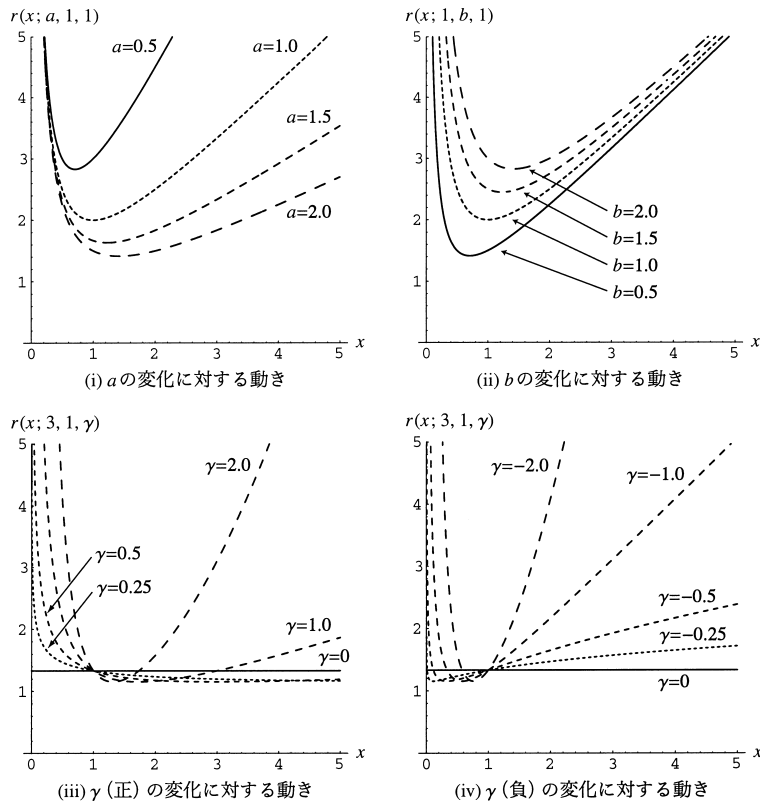 r(x; a, 1, 1)
5
4
3
2
1
0 1 2 3 4 5 x
a=0.5
a=1.0
a=1.5
a=2.0
(i) aの変化に対する動き
r(x; 1, b, 1)
5
4
3
2
1
0 1 2 3 4 5 x
b=2.0
b=1.5
b=1.0
b=0.5
(ii) bの変化に対する動き
r(x; 3, 1, γ)
5
4
3
2
1
0 1 2 3 4 5 x
γ=2.0
γ=0.5
γ=0.25
γ=1.0
γ=0
(iii) γ（正）の変化に対する動き
r(x; 3, 1, γ)
5
4
3
2
1
0 1 2 3 4 5 x
γ=−2.0
γ=−1.0
γ=−0.5
γ=−0.25
γ=0
(iv) γ（負）の変化に対する動き